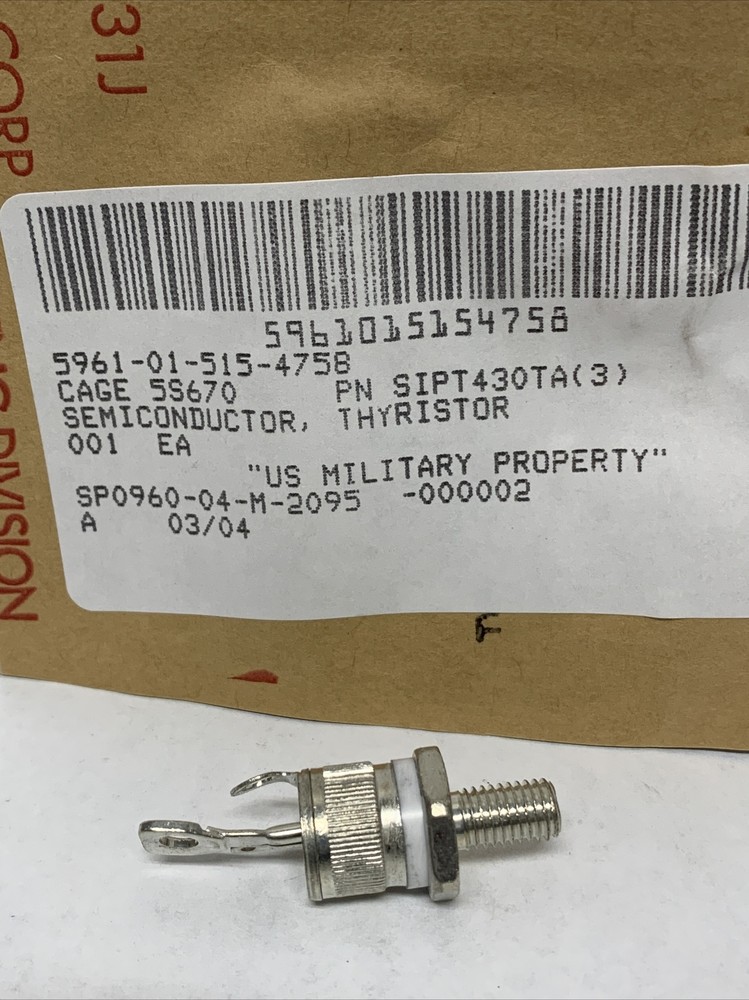 31J
CORP
DIVISION
5961015154758
5961-01-515-4758
CAGE 5S670 PN SIPT430TA(3)
SEMICONDUCTOR, THYRISTOR
001 EA
"US MILITARY PROPERTY"
SP0960-04-M-2095 -000002
A 03/04
F